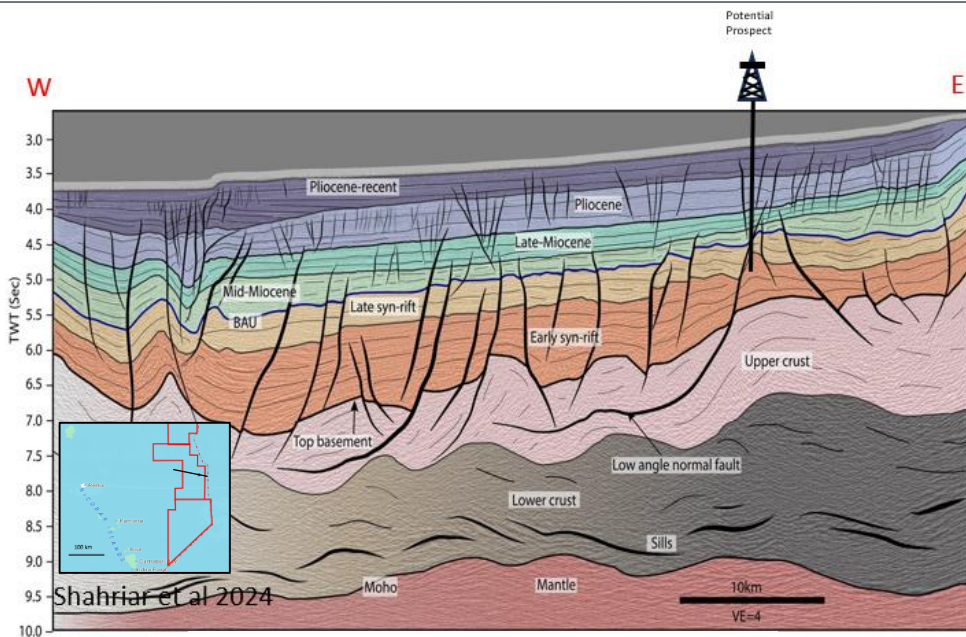 Potential
Prospect
W
E
3.0
3.5
4.0
4.5
5.0
5.5
6.0
6.5
7.0
7.5
8.0
8.5
9.0
9.5
10.0
TWT (Sec)
Pliocene-recent
Pliocene
Late-Miocene
Mid-Miocene
BAU
Late syn-rift
Early syn-rift
Upper crust
Top basement
Low angle normal fault
Lower crust
Sills
Moho
Mantle
10km
VE=4
100 km
Shahriar et al 2024